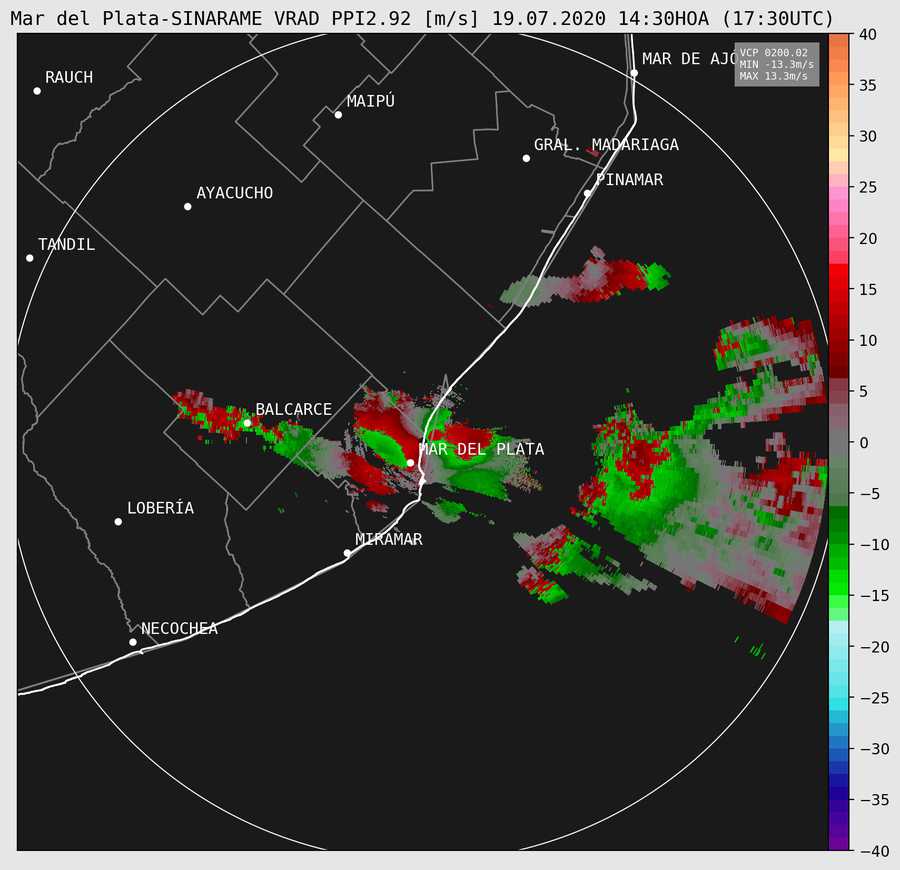 Mar del Plata-SINARAME VRAD PPI2.92 [m/s] 19.07.2020 14:30HOA (17:30UTC)
VCP 0200.02
MIN -13.3m/s
MAX 13.3m/s
MAR DE AJÓ
RAUCH
MAIPÚ
GRAL. MADARIAGA
PINAMAR
AYACUCHO
TANDIL
BALCARCE
MAR DEL PLATA
LOBERÍA
MIRAMAR
NECOCHEA
40
35
30
25
20
15
10
5
0
−5
−10
−15
−20
−25
−30
−35
−40